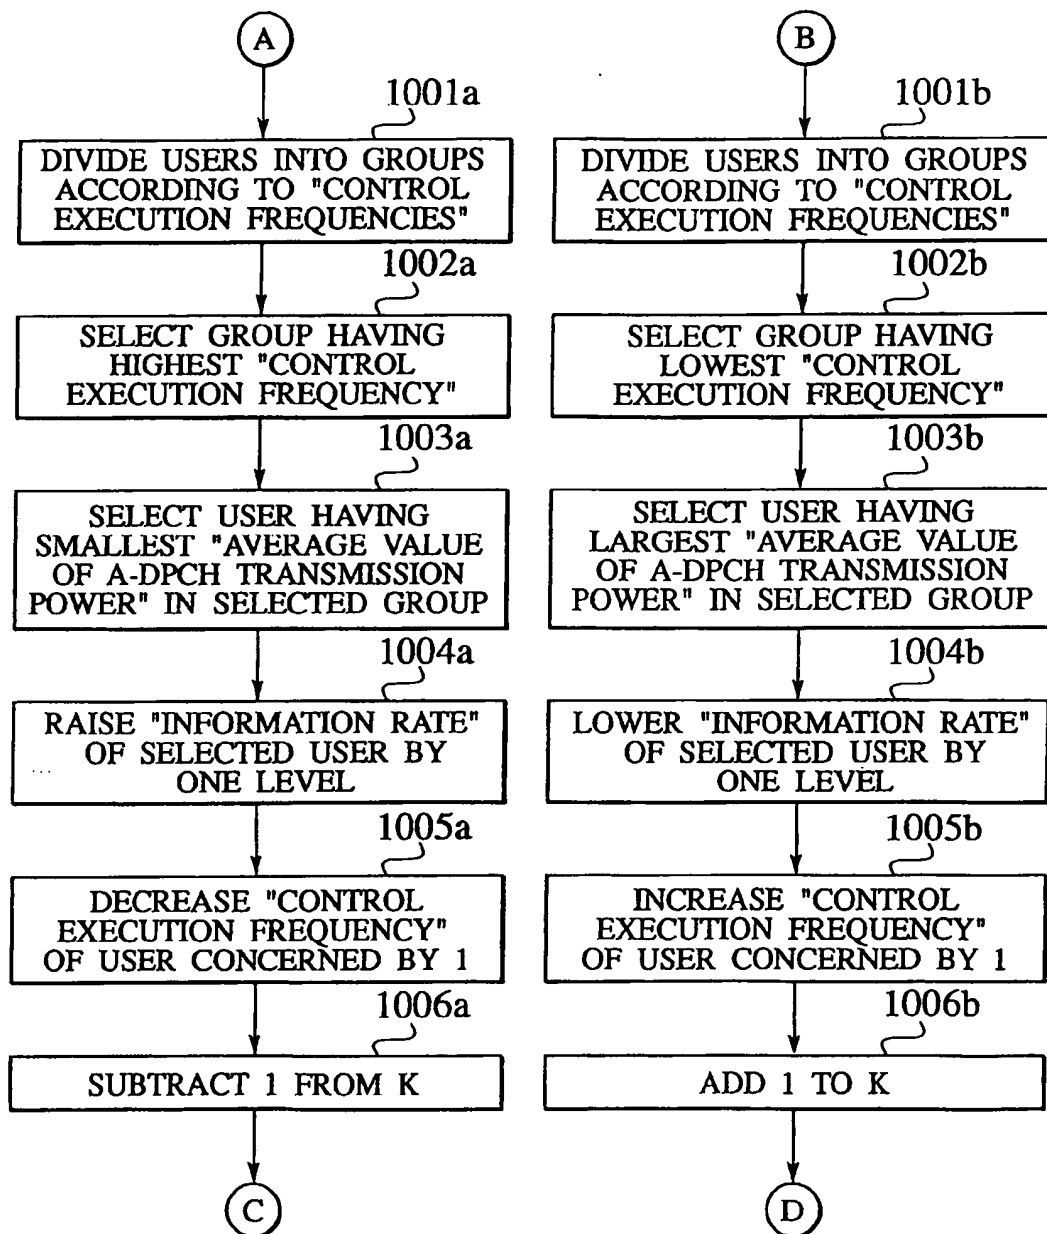 A
1001a
DIVIDE USERS INTO GROUPS
ACCORDING TO "CONTROL
EXECUTION FREQUENCIES"
1002a
SELECT GROUP HAVING
HIGHEST "CONTROL
EXECUTION FREQUENCY"
1003a
SELECT USER HAVING
SMALLEST "AVERAGE VALUE
OF A-DPCH TRANSMISSION
POWER" IN SELECTED GROUP
1004a
RAISE "INFORMATION RATE"
OF SELECTED USER BY
ONE LEVEL
1005a
DECREASE "CONTROL
EXECUTION FREQUENCY"
OF USER CONCERNED BY 1
1006a
SUBTRACT 1 FROM K
C
B
1001b
DIVIDE USERS INTO GROUPS
ACCORDING TO "CONTROL
EXECUTION FREQUENCIES"
1002b
SELECT GROUP HAVING
LOWEST "CONTROL
EXECUTION FREQUENCY"
1003b
SELECT USER HAVING
LARGEST "AVERAGE VALUE
OF A-DPCH TRANSMISSION
POWER" IN SELECTED GROUP
1004b
LOWER "INFORMATION RATE"
OF SELECTED USER BY
ONE LEVEL
1005b
INCREASE "CONTROL
EXECUTION FREQUENCY"
OF USER CONCERNED BY 1
1006b
ADD 1 TO K
D